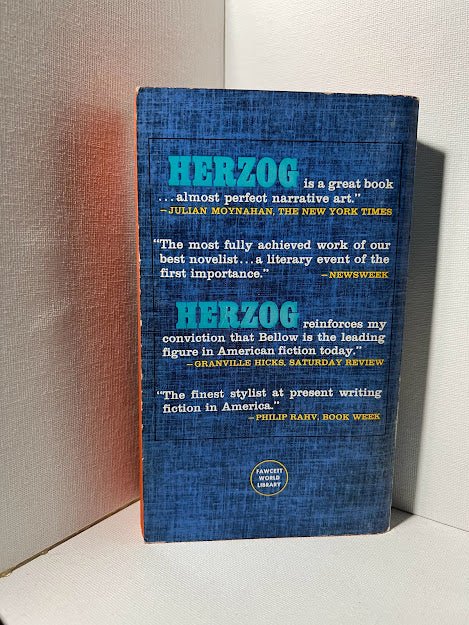 HERZOG is a great book
...almost perfect narrative art.”
—JULIAN MOYNAHAN, THE NEW YORK TIMES
“The most fully achieved work of our
best novelist...a literary event of the
first importance.” —NEWSWEEK
HERZOG reinforces my
conviction that Bellow is the leading
figure in American fiction today.”
—GRANVILLE HICKS, SATURDAY REVIEW
“The finest stylist at present writing
fiction in America.”
—PHILIP RAHV, BOOK WEEK
FAWCETT
WORLD
LIBRARY